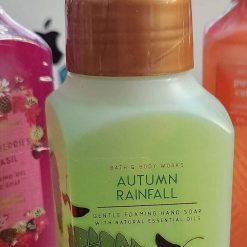 BATH & BODY WORKS
AUTUMN
RAINFALL
GENTLE FOAMING HAND SOAP
WITH NATURAL ESSENTIAL OILS